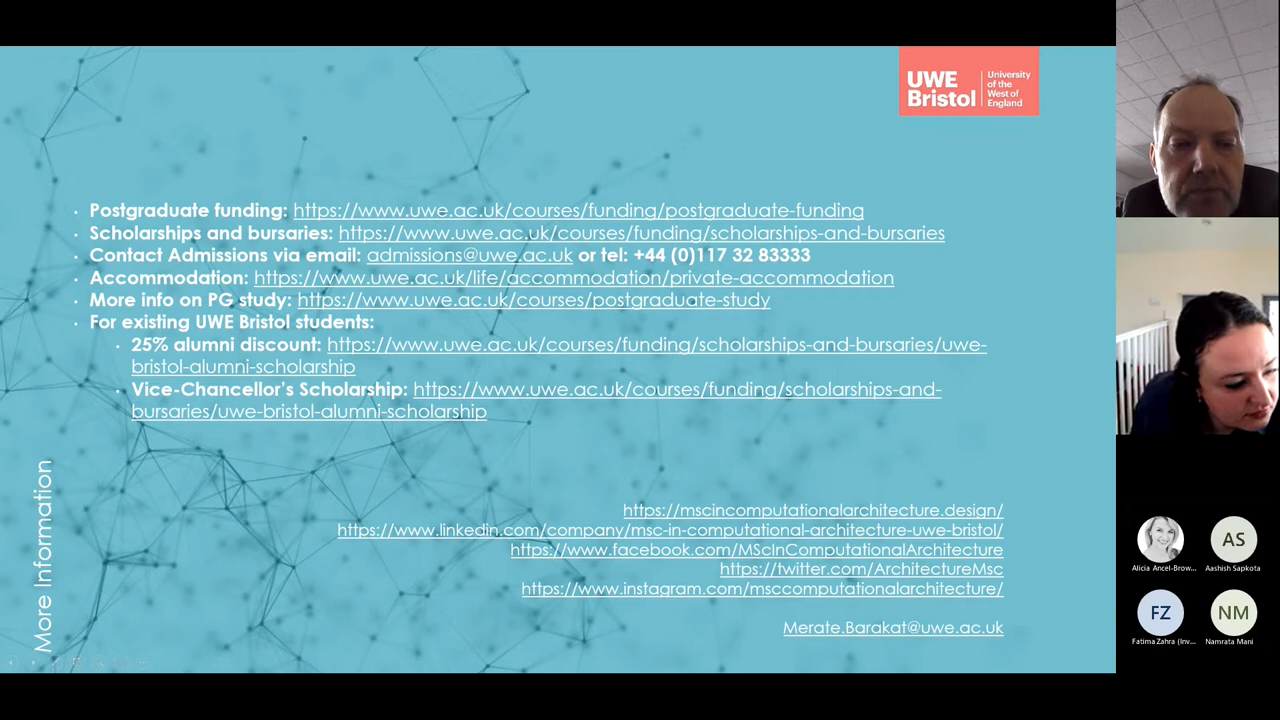 UWE Bristol
University of the West of England
Postgraduate funding: https://www.uwe.ac.uk/courses/funding/postgraduate-funding
Scholarships and bursaries: https://www.uwe.ac.uk/courses/funding/scholarships-and-bursaries
Contact Admissions via email: admissions@uwe.ac.uk or tel: +44 (0)117 32 83333
Accommodation: https://www.uwe.ac.uk/life/accommodation/private-accommodation
More info on PG study: https://www.uwe.ac.uk/courses/postgraduate-study
For existing UWE Bristol students:
25% alumni discount: https://www.uwe.ac.uk/courses/funding/scholarships-and-bursaries/uwe-
bristol-alumni-scholarship
Vice-Chancellor's Scholarship: https://www.uwe.ac.uk/courses/funding/scholarships-and-
bursaries/uwe-bristol-alumni-scholarship
More Information
https://mscincomputationalarchitecture.design/
https://www.linkedin.com/company/msc-in-computational-architecture-uwe-bristol/
https://www.facebook.com/MScInComputationalArchitecture
https://twitter.com/ArchitectureMsc
https://www.instagram.com/msccomputationalarchitecture/
Merate.Barakat@uwe.ac.uk
AS
Alicia Ancel-Brow... Aashish Sapkota
FZ NM
Fatima Zahra (Inv... Namrata Mani